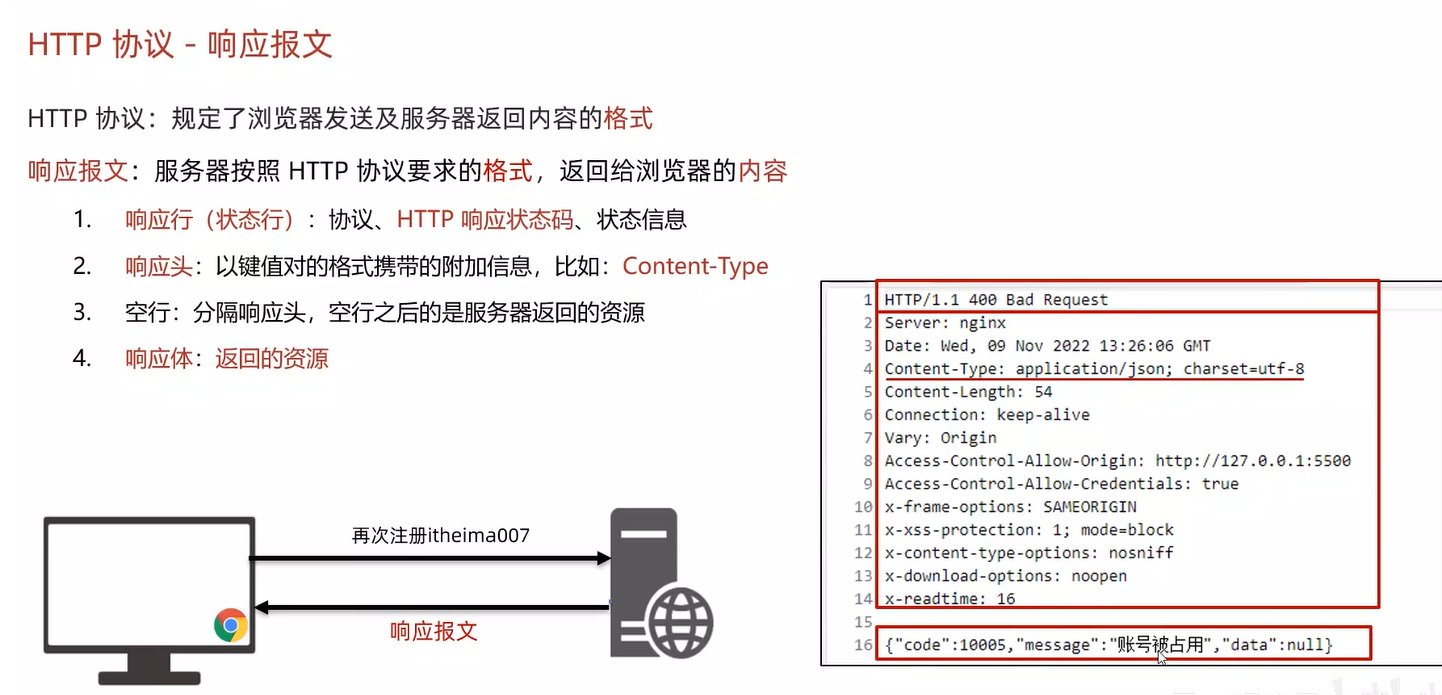 HTTP 协议 - 响应报文
HTTP 协议：规定了浏览器发送及服务器返回内容的格式
响应报文：服务器按照 HTTP 协议要求的格式，返回给浏览器的内容
1. 响应行（状态行）：协议、HTTP 响应状态码、状态信息
2. 响应头：以键值对的格式携带的附加信息，比如：Content-Type
3. 空行：分隔响应头，空行之后的是服务器返回的资源
4. 响应体：返回的资源
再次注册itheima007
响应报文
1 HTTP/1.1 400 Bad Request
2 Server: nginx
3 Date: Wed, 09 Nov 2022 13:26:06 GMT
4 Content-Type: application/json; charset=utf-8
5 Content-Length: 54
6 Connection: keep-alive
7 Vary: Origin
8 Access-Control-Allow-Origin: http://127.0.0.1:5500
9 Access-Control-Allow-Credentials: true
10 x-frame-options: SAMEORIGIN
11 x-xss-protection: 1; mode=block
12 x-content-type-options: nosniff
13 x-download-options: noopen
14 x-readtime: 16
15
16 {"code":10005,"message":"账号被占用","data":null}